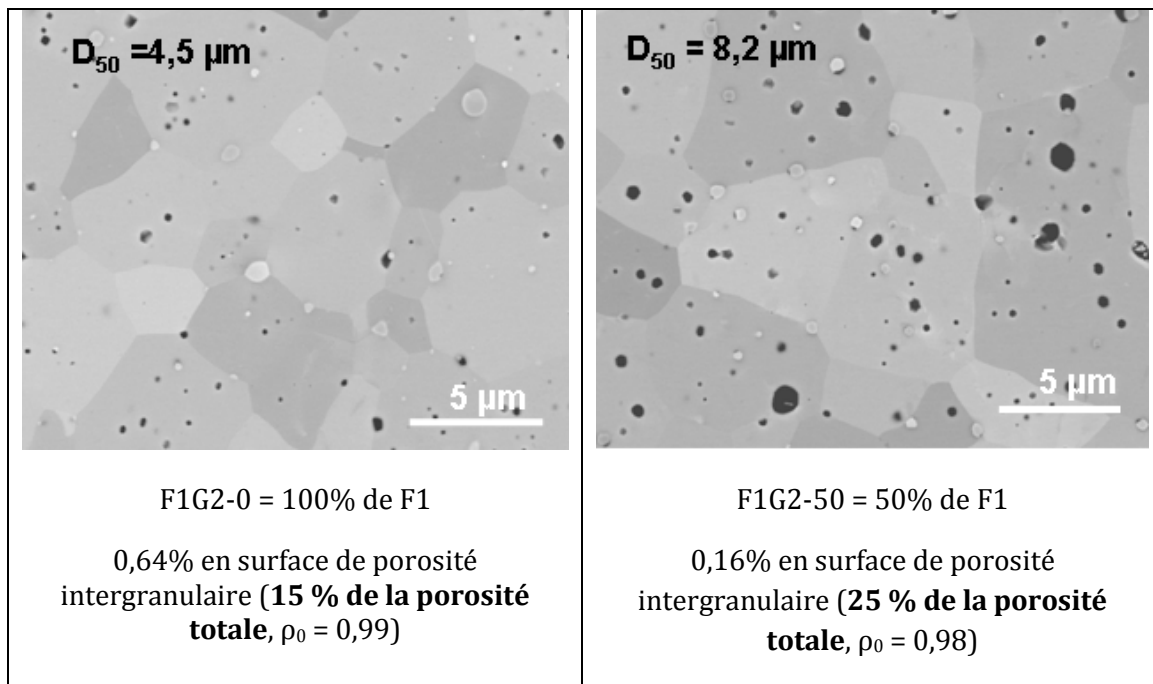 D₅₀ =4,5 µm
5 µm
F1G2-0 = 100% de F1
0,64% en surface de porosité
intergranulaire (15 % de la porosité
totale, ρ₀ = 0,99)
D₅₀ = 8,2 µm
5 µm
F1G2-50 = 50% de F1
0,16% en surface de porosité
intergranulaire (25 % de la porosité
totale, ρ₀ = 0,98)